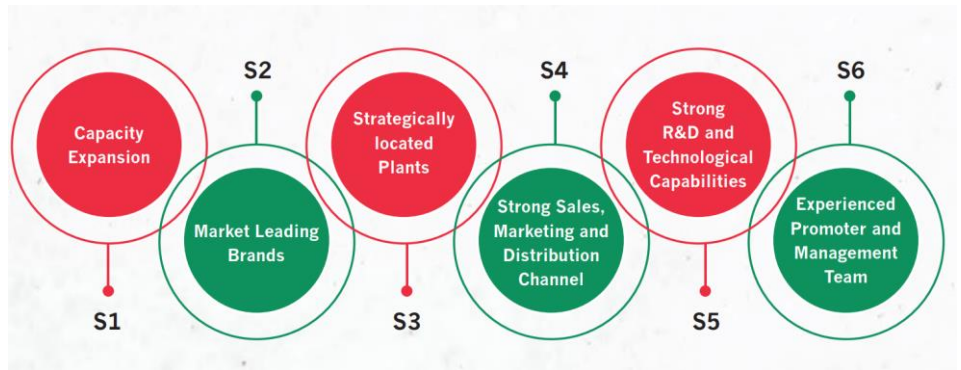 S1
Capacity
Expansion
S2
Market Leading
Brands
S3
Strategically
located
Plants
S4
Strong Sales,
Marketing and
Distribution
Channel
S5
Strong
R&D and
Technological
Capabilities
S6
Experienced
Promoter and
Management
Team